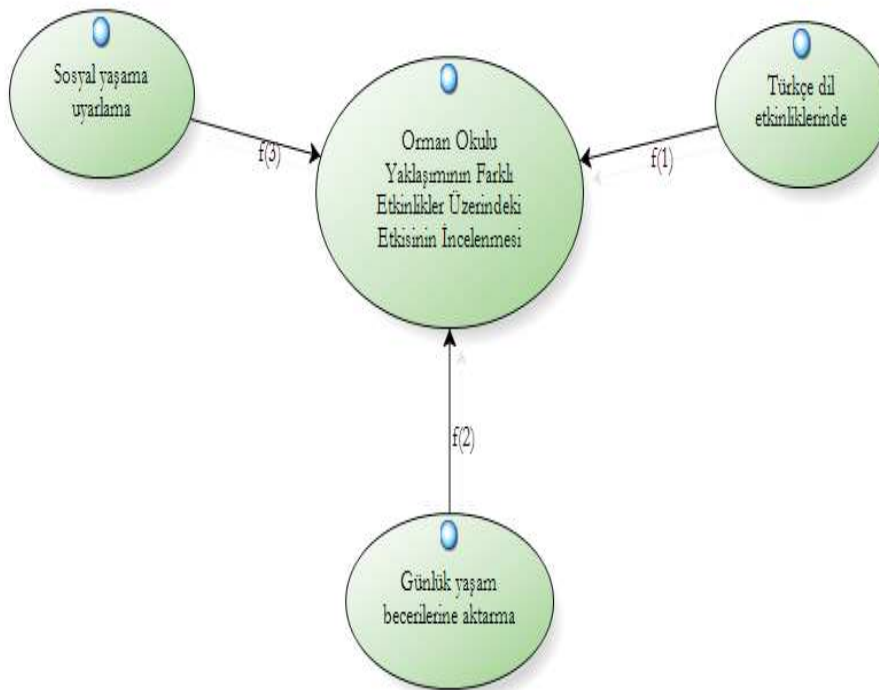 Sosyal yaşama
uyarlama
Türkçe dil
etkinliklerinde
Orman Okulu
Yaklaşımının Farklı
Etkinlikler Üzerindeki
Etkisinin İncelenmesi
f(3)
f(1)
f(2)
Günlük yaşam
becerilerine aktarma